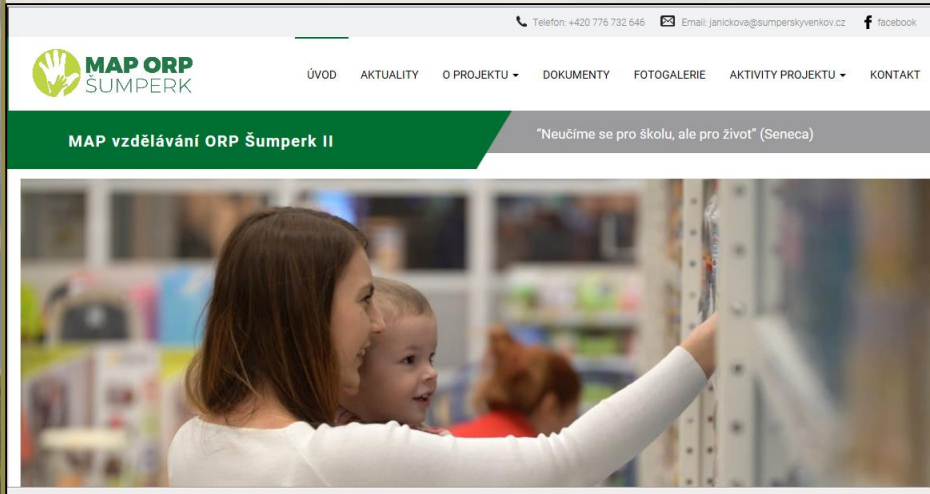 Telefon: +420 776 732 646 Email: janickova@sumperskyvenkov.cz facebook
MAP ORP
ŠUMPERK
ÚVOD AKTUALITY O PROJEKTU DOKUMENTY FOTOGALERIE AKTIVITY PROJEKTU KONTAKT
MAP vzdělávání ORP Šumperk II
“Neučíme se pro školu, ale pro život” (Seneca)